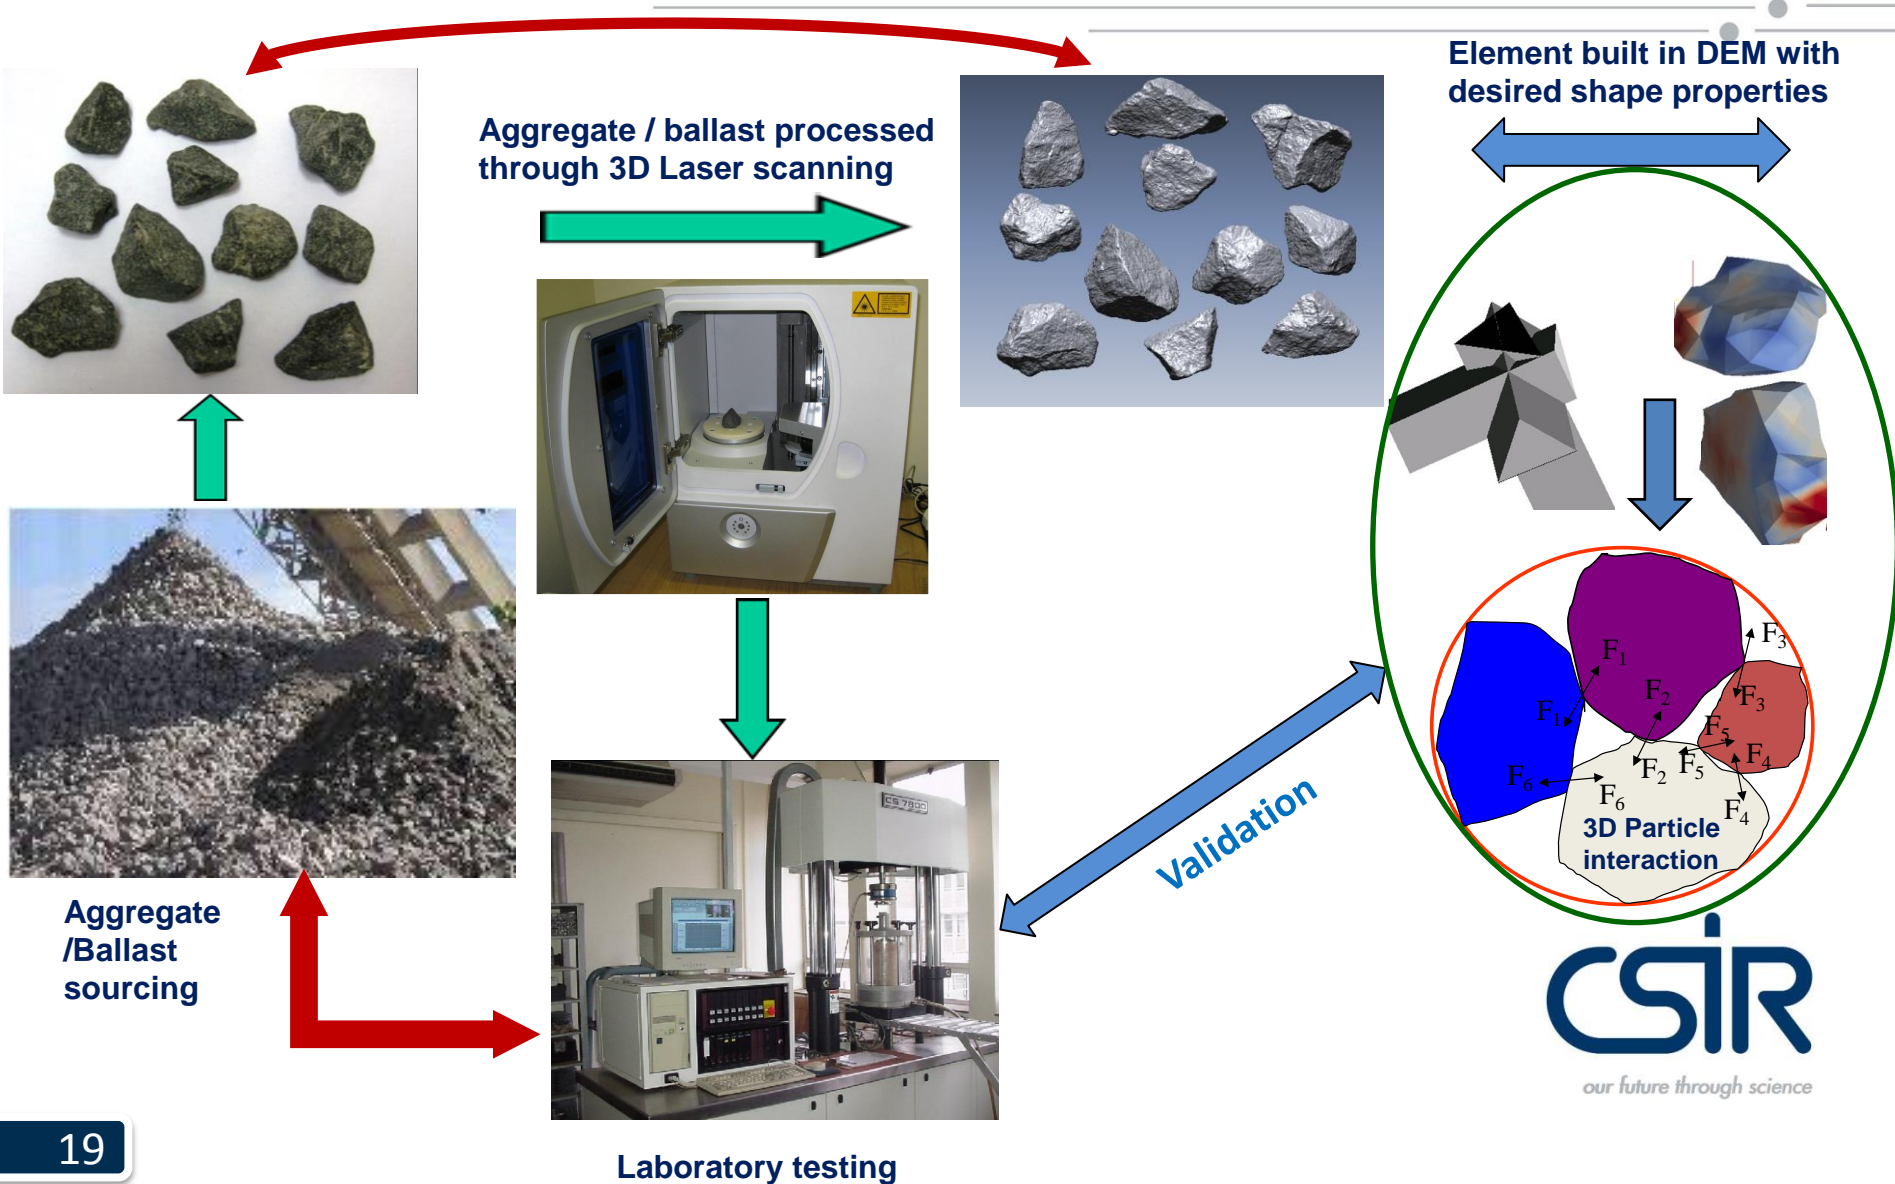 Element built in DEM with
desired shape properties
Aggregate / ballast processed
through 3D Laser scanning
F1
F3
F2
F3
F1
F5
F4
F2
F5
F6
F6
F4
3D Particle
interaction
Validation
CS 7800
Aggregate
/Ballast
sourcing
CSIR
our future through science
19
Laboratory testing